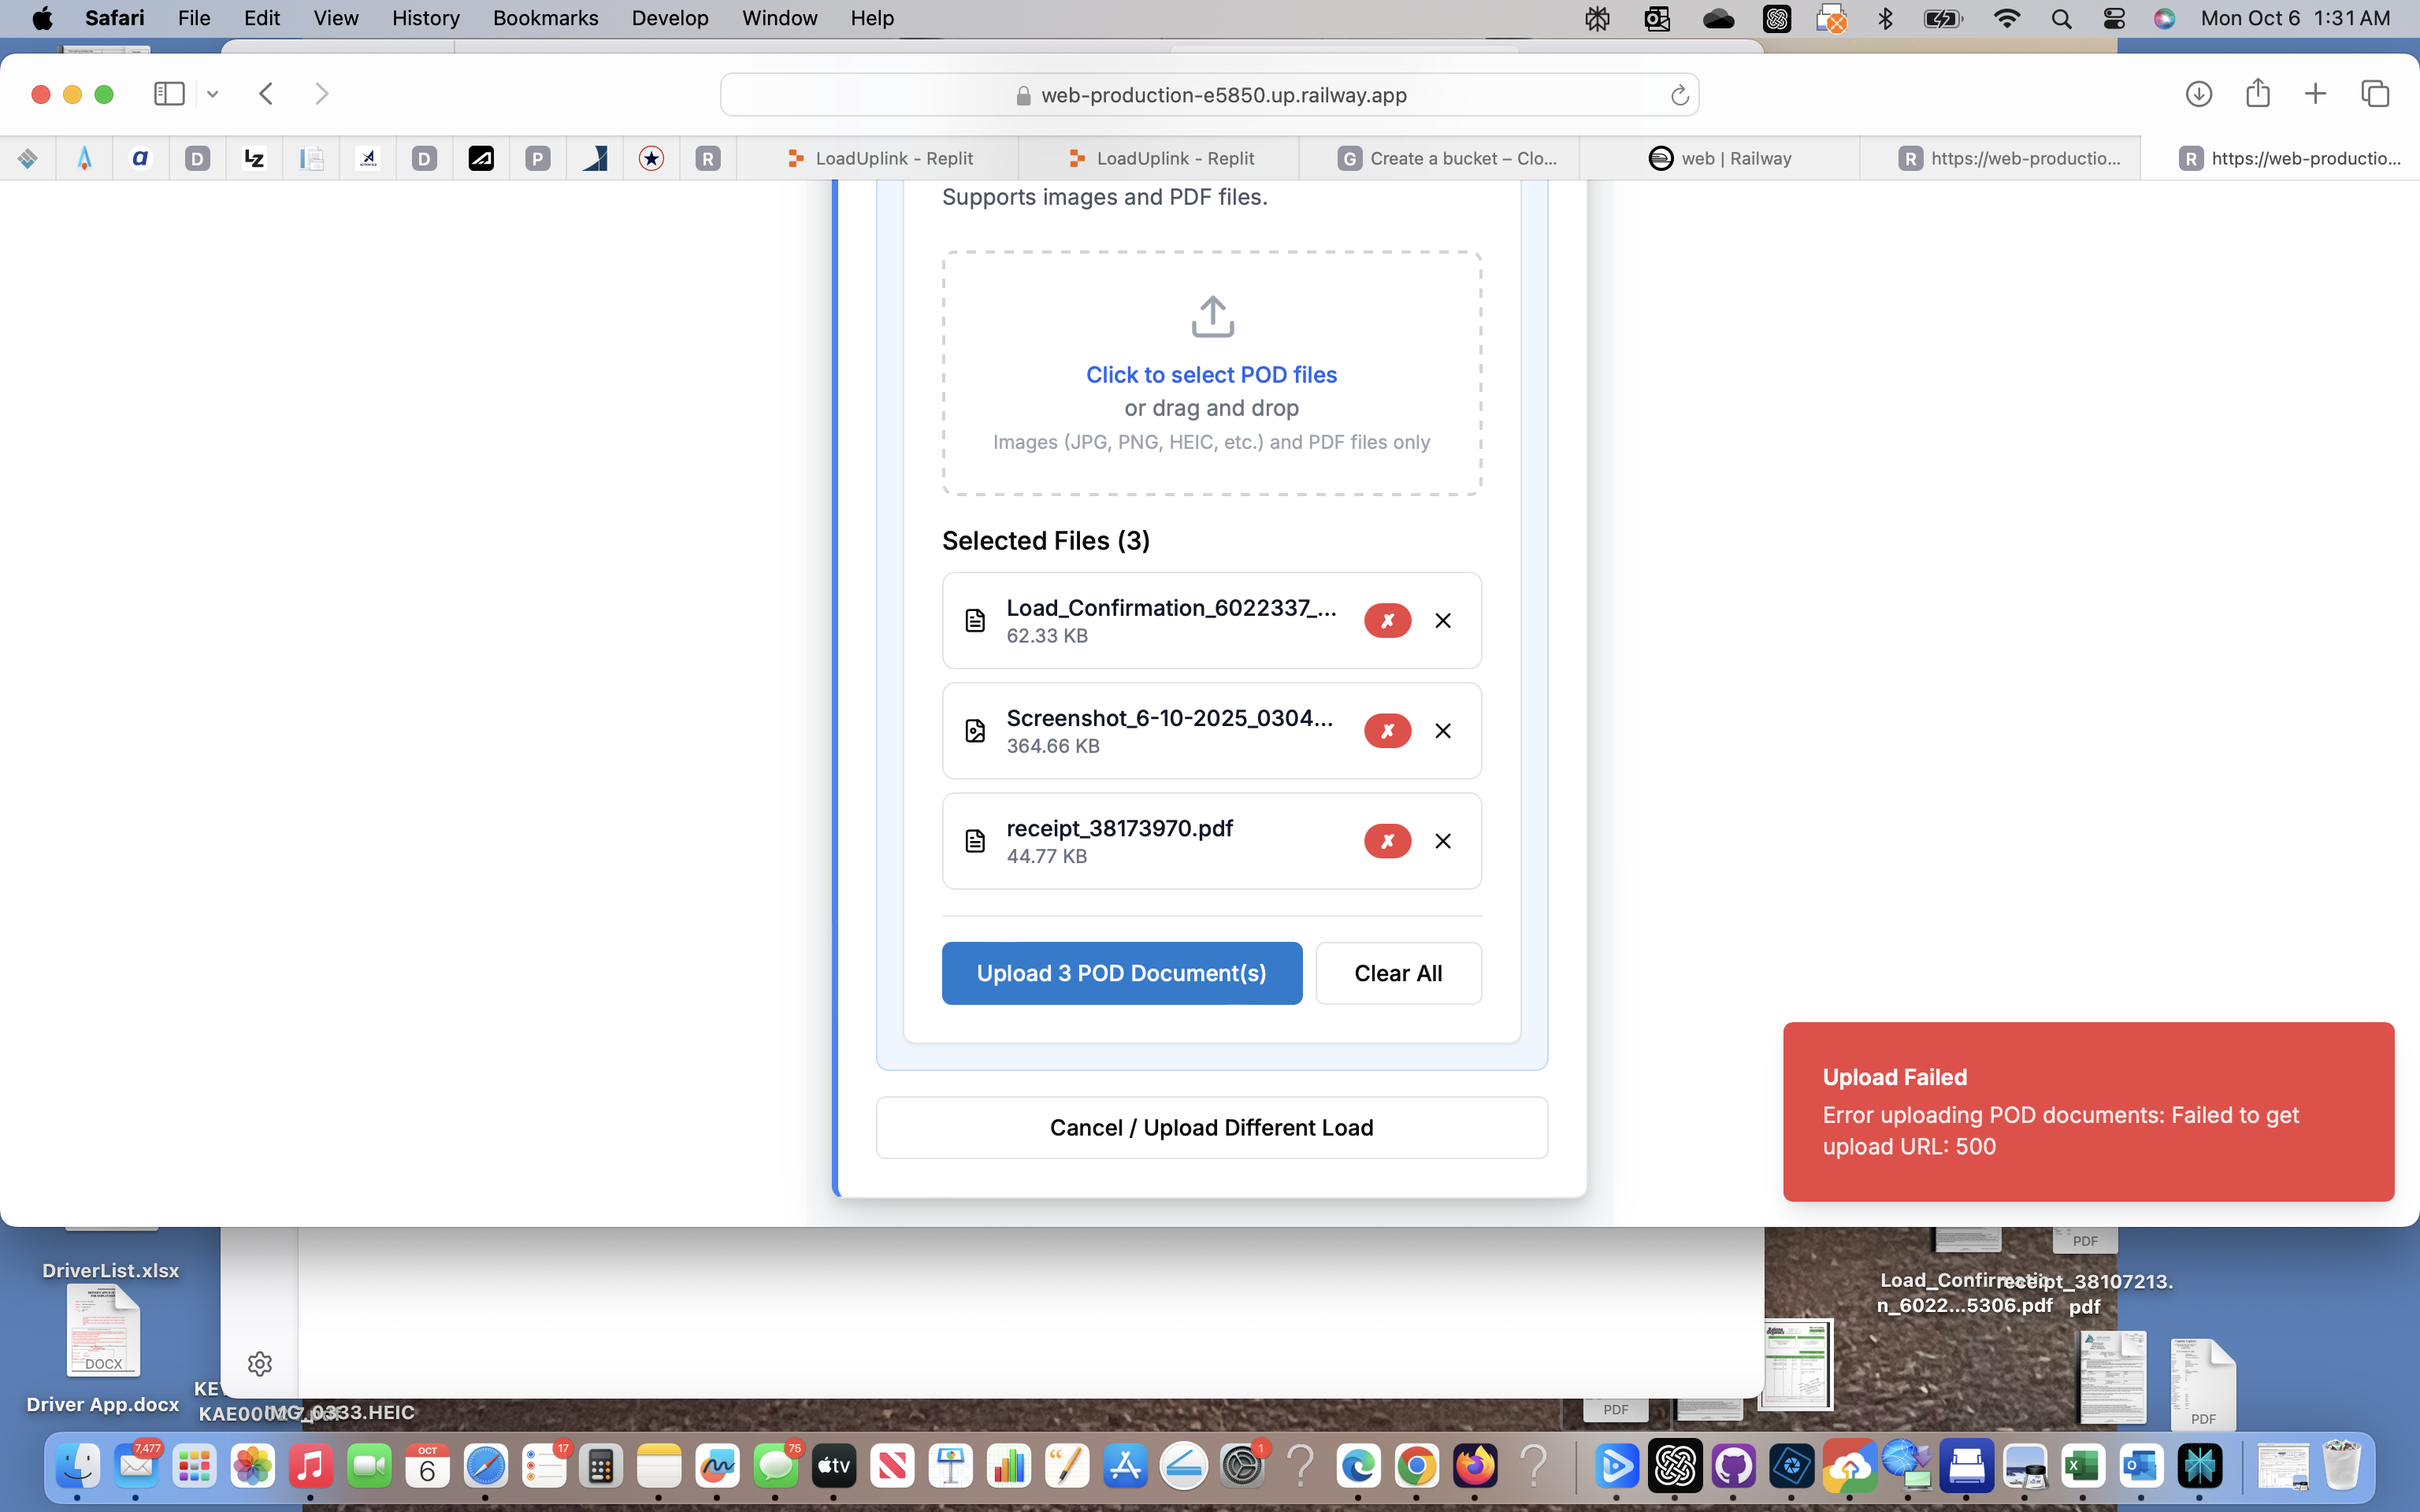 Safari File Edit View History Bookmarks Develop Window Help
Mon Oct 6 1:31 AM
web-production-e5850.up.railway.app
a D LZ D P R
LoadUplink - Replit
LoadUplink - Replit
G Create a bucket – Clo...
web | Railway
R https://web-productio...
R https://web-productio...
Supports images and PDF files.
Click to select POD files
or drag and drop
Images (JPG, PNG, HEIC, etc.) and PDF files only
Selected Files (3)
Load_Confirmation_6022337_...
62.33 KB
✗
Screenshot_6-10-2025_0304...
364.66 KB
✗
receipt_38173970.pdf
44.77 KB
✗
Upload 3 POD Document(s)
Clear All
Cancel / Upload Different Load
Upload Failed
Error uploading POD documents: Failed to get
upload URL: 500
DriverList.xlsx
DOCX
Driver App.docx
IMG_0333.HEIC
PDF
receipt_38107213.
pdf
n_6022...5306.pdf
PDF
PDF
7,477
OCT
6
17
75
tv
1